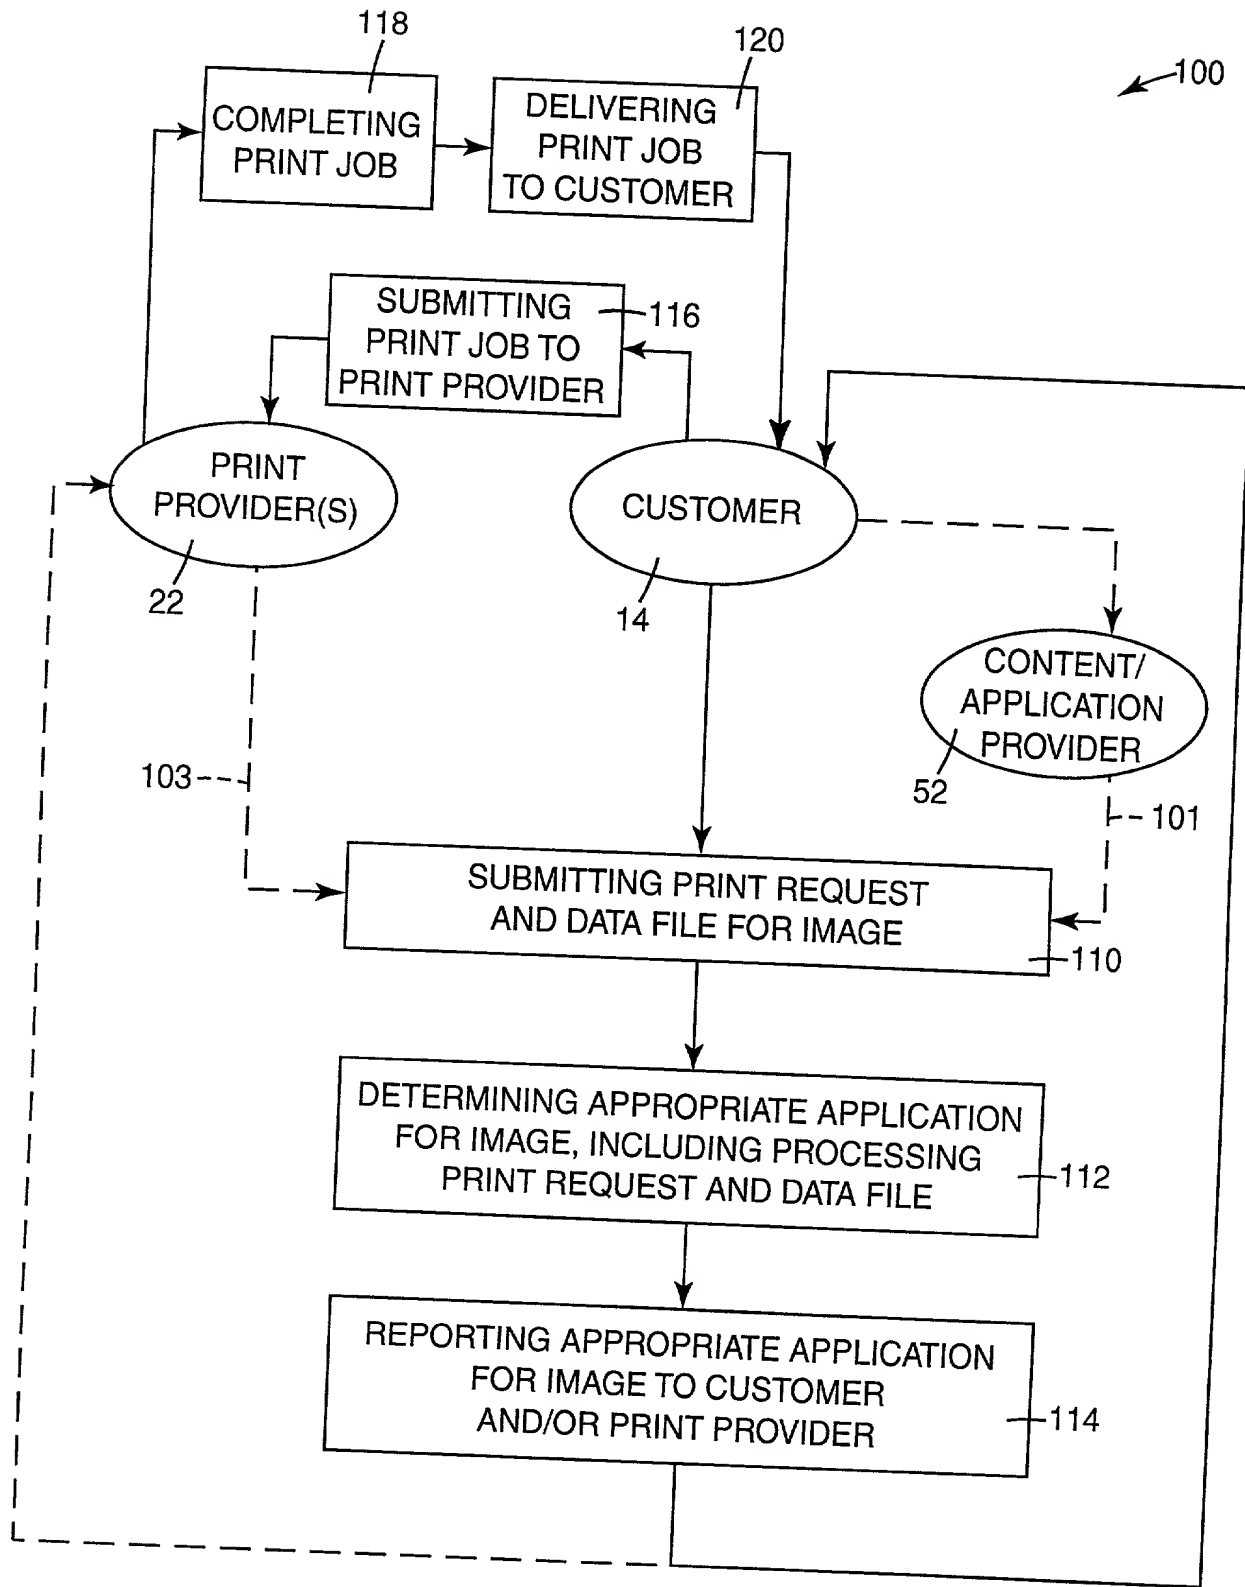 118
120
100
COMPLETING
PRINT JOB
DELIVERING
PRINT JOB
TO CUSTOMER
SUBMITTING
PRINT JOB TO
PRINT PROVIDER
116
PRINT
PROVIDER(S)
22
CUSTOMER
14
CONTENT/
APPLICATION
PROVIDER
52
103
101
SUBMITTING PRINT REQUEST
AND DATA FILE FOR IMAGE
110
DETERMINING APPROPRIATE APPLICATION
FOR IMAGE, INCLUDING PROCESSING
PRINT REQUEST AND DATA FILE
112
REPORTING APPROPRIATE APPLICATION
FOR IMAGE TO CUSTOMER
AND/OR PRINT PROVIDER
114